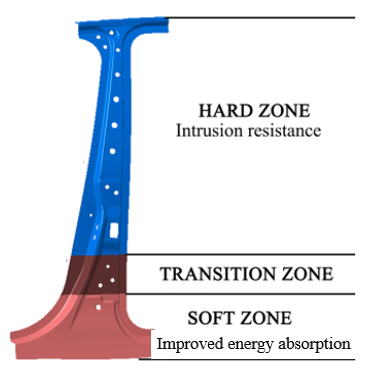 HARD ZONE
Intrusion resistance
TRANSITION ZONE
SOFT ZONE
Improved energy absorption